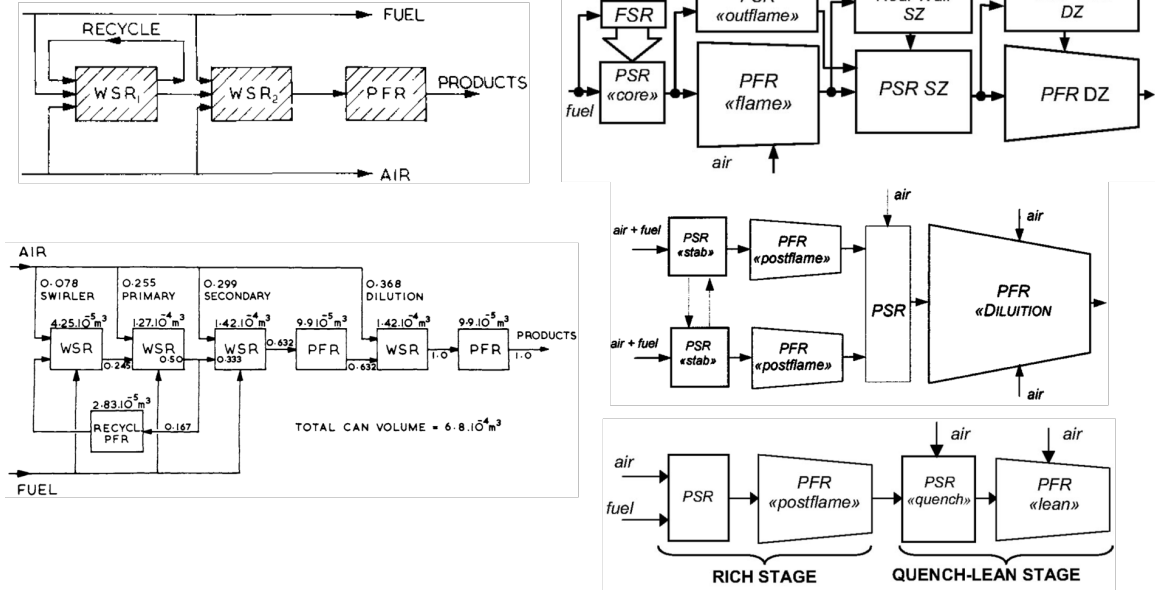 FUEL
RECYCLE
WSR₁
WSR₂
PFR
PRODUCTS
AIR
FSR
«outflame»
SZ
DZ
PSR
«core»
fuel
PFR
«flame»
air
PSR SZ
PFR DZ
AIR
0.078
SWIRLER
0.255
PRIMARY
0.299
SECONDARY
0.368
DILUTION
4.25.10⁻⁵m³
1.27.10⁻⁴m³
1.42.10⁻⁴m³
9.9.10⁻⁵m³
1.42.10⁻⁴m³
9.9.10⁻⁵m³
WSR
WSR
WSR
PFR
WSR
PFR
0.245
0.50
0.333
0.632
0.632
1.0
1.0
PRODUCTS
2.83.10⁻⁵m³
RECYCL
PFR
0.167
TOTAL CAN VOLUME = 6.8.10⁻⁴m³
FUEL
air
air + fuel
PSR
«stab»
PFR
«postflame»
air + fuel
PSR
«stab»
PFR
«postflame»
PSR
air
PFR
«DILUITION
air
air
fuel
PSR
PFR
«postflame»
air
PSR
«quench»
air
PFR
«lean»
RICH STAGE
QUENCH-LEAN STAGE